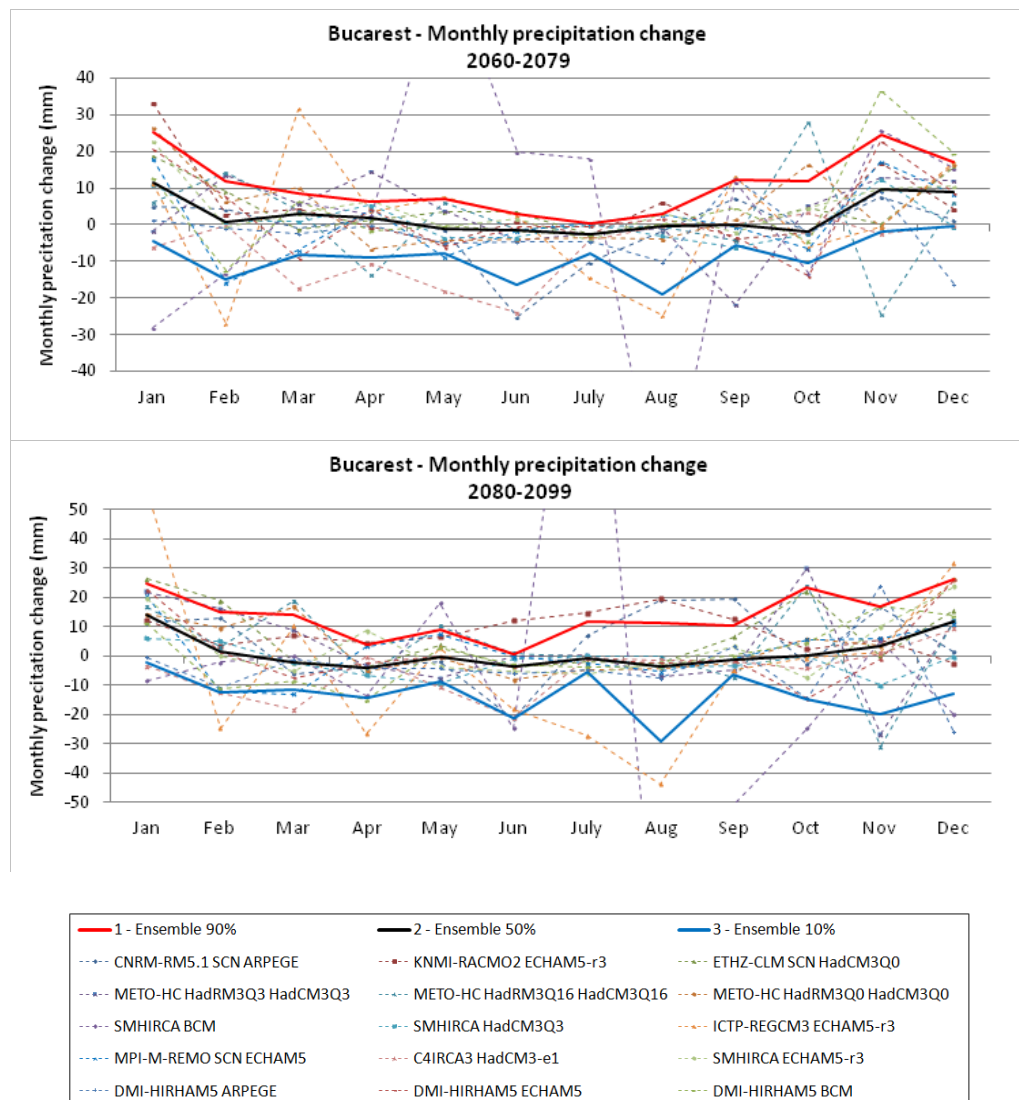 Bucarest - Monthly precipitation change
2060-2079
Monthly precitation change (mm)
40
30
20
10
0
-10
-20
-30
-40
Jan Feb Mar Apr May Jun July Aug Sep Oct Nov Dec
Bucarest - Monthly precipitation change
2080-2099
Monthly precitation change (mm)
50
40
30
20
10
0
-10
-20
-30
-40
-50
Jan Feb Mar Apr May Jun July Aug Sep Oct Nov Dec
1 - Ensemble 90% 2 - Ensemble 50% 3 - Ensemble 10%
CNRM-RM5.1 SCN ARPEGE KNMI-RACMO2 ECHAM5-r3 ETHZ-CLM SCN HadCM3Q0
METO-HC HadRM3Q3 HadCM3Q3 METO-HC HadRM3Q16 HadCM3Q16 METO-HC HadRM3Q0 HadCM3Q0
SMHIRCA BCM SMHIRCA HadCM3Q3 ICTP-REGCM3 ECHAM5-r3
MPI-M-REMO SCN ECHAM5 C4IRCA3 HadCM3-e1 SMHIRCA ECHAM5-r3
DMI-HIRHAM5 ARPEGE DMI-HIRHAM5 ECHAM5 DMI-HIRHAM5 BCM